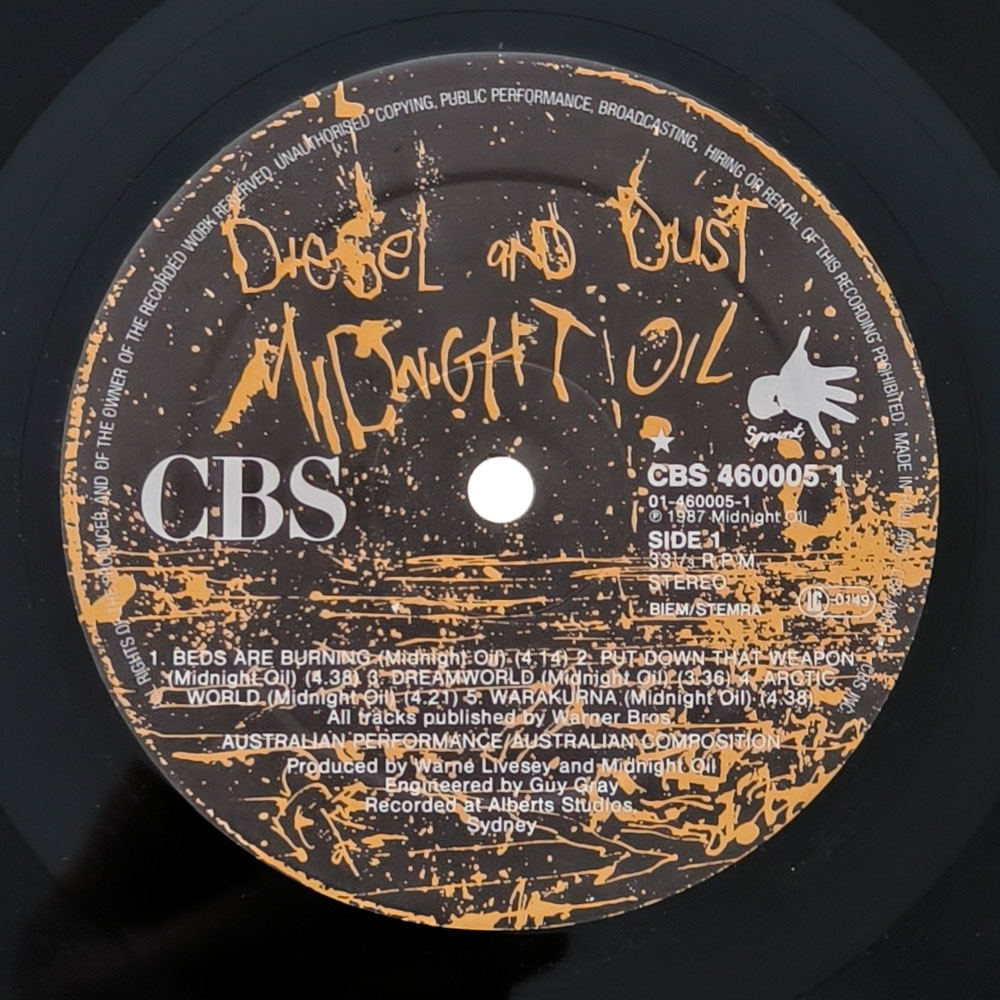 ALL RIGHTS OF THE PRODUCER AND OF THE OWNER OF THE RECORDED WORK RESERVED UNAUTHORISED COPYING, PUBLIC PERFORMANCE, BROADCASTING, HIRING OR RENTAL OF THIS RECORDING PROHIBITED. MADE IN
Diesel and Dust
MIDNIGHT OIL
Sprint
CBS
CBS 460005 1
01-460005-1
℗ 1987 Midnight Oil
SIDE 1
33⅓ R.P.M.
STEREO
BIEM/STEMRA
LC-0149
1. BEDS ARE BURNING (Midnight Oil) (4.14) 2. PUT DOWN THAT WEAPON
(Midnight Oil) (4.38) 3. DREAMWORLD (Midnight Oil) (3.36) 4. ARCTIC
WORLD (Midnight Oil) (4.21) 5. WARAKURNA (Midnight Oil) (4.38)
All tracks published by Warner Bros.
AUSTRALIAN PERFORMANCE/AUSTRALIAN COMPOSITION
Produced by Warne Livesey and Midnight Oil
Engineered by Guy Gray
Recorded at Alberts Studios,
Sydney